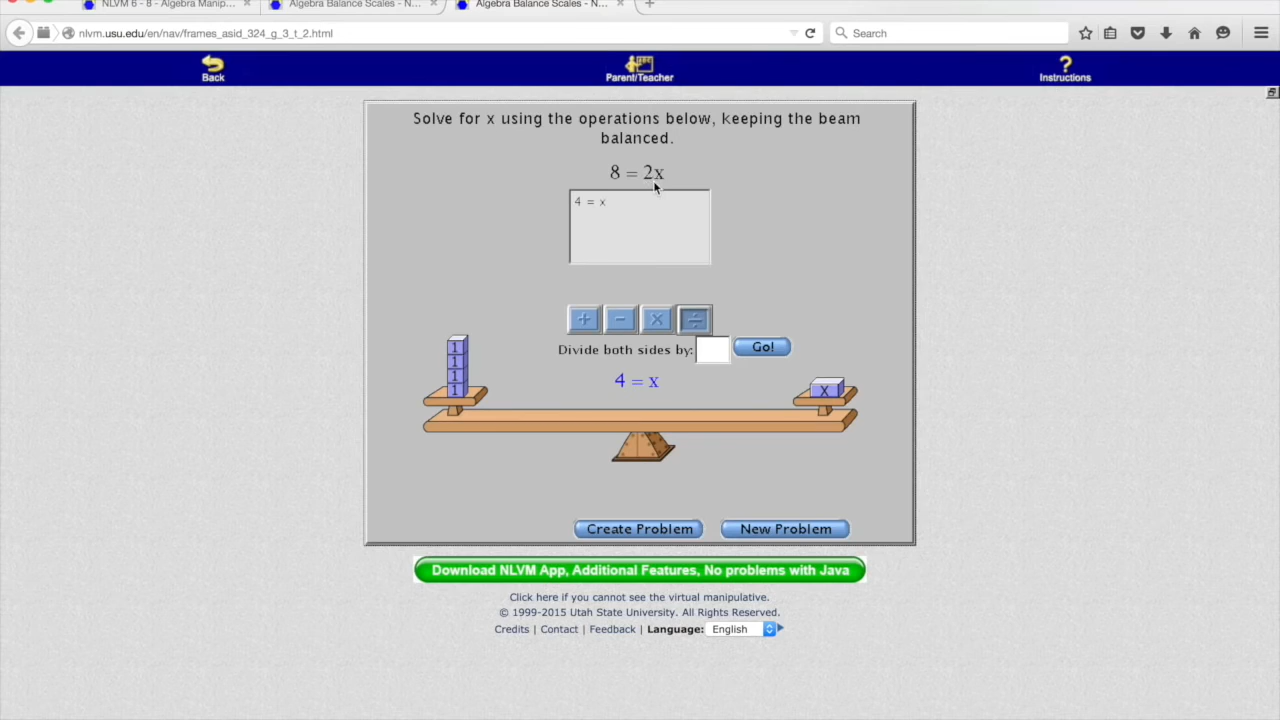 NLVM 6 - 8 - Algebra Manip...
Algebra Balance Scales - N...
Algebra Balance Scales - N...
nlvm.usu.edu/en/nav/frames_asid_324_g_3_t_2.html
Search
Back
Parent/Teacher
Instructions
Solve for x using the operations below, keeping the beam
balanced.
8 = 2x
4 = x
+ − × ÷
Divide both sides by:
Go!
4 = x
1
1
1
1
X
Create Problem
New Problem
Download NLVM App, Additional Features, No problems with Java
Click here if you cannot see the virtual manipulative.
© 1999-2015 Utah State University. All Rights Reserved.
Credits | Contact | Feedback | Language: English